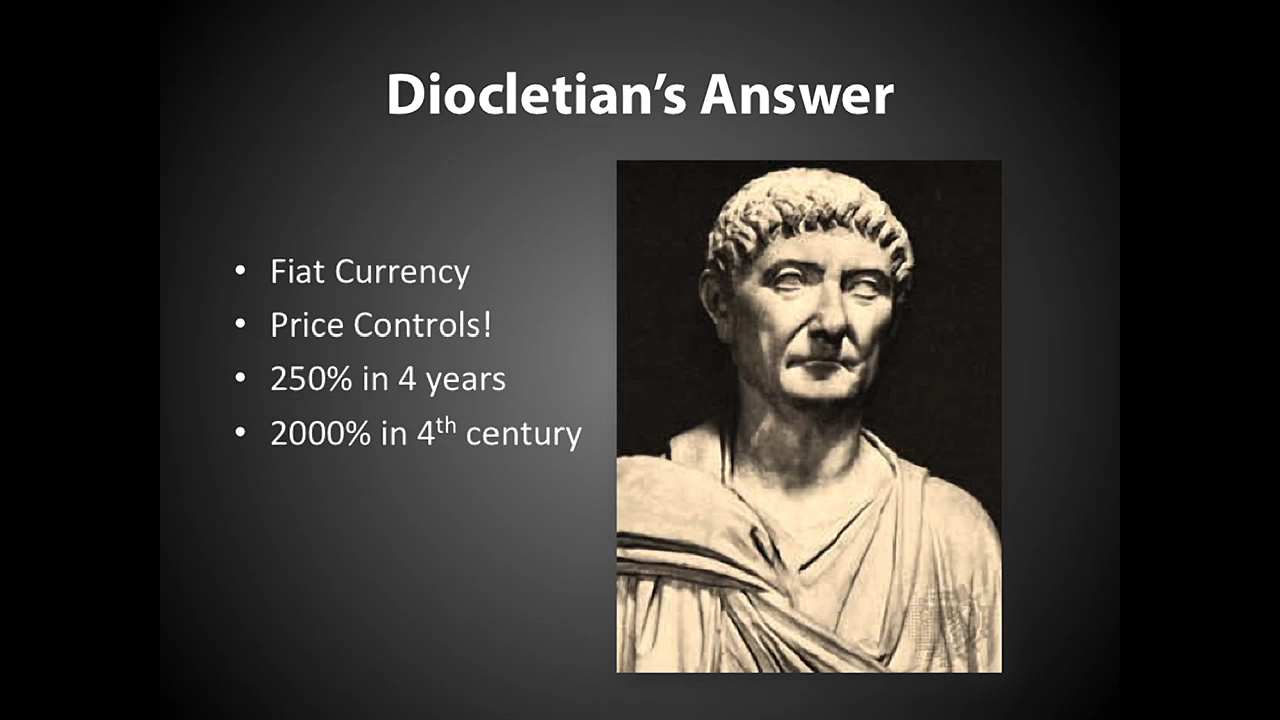 Diocletian’s Answer
• Fiat Currency
• Price Controls!
• 250% in 4 years
• 2000% in 4th century